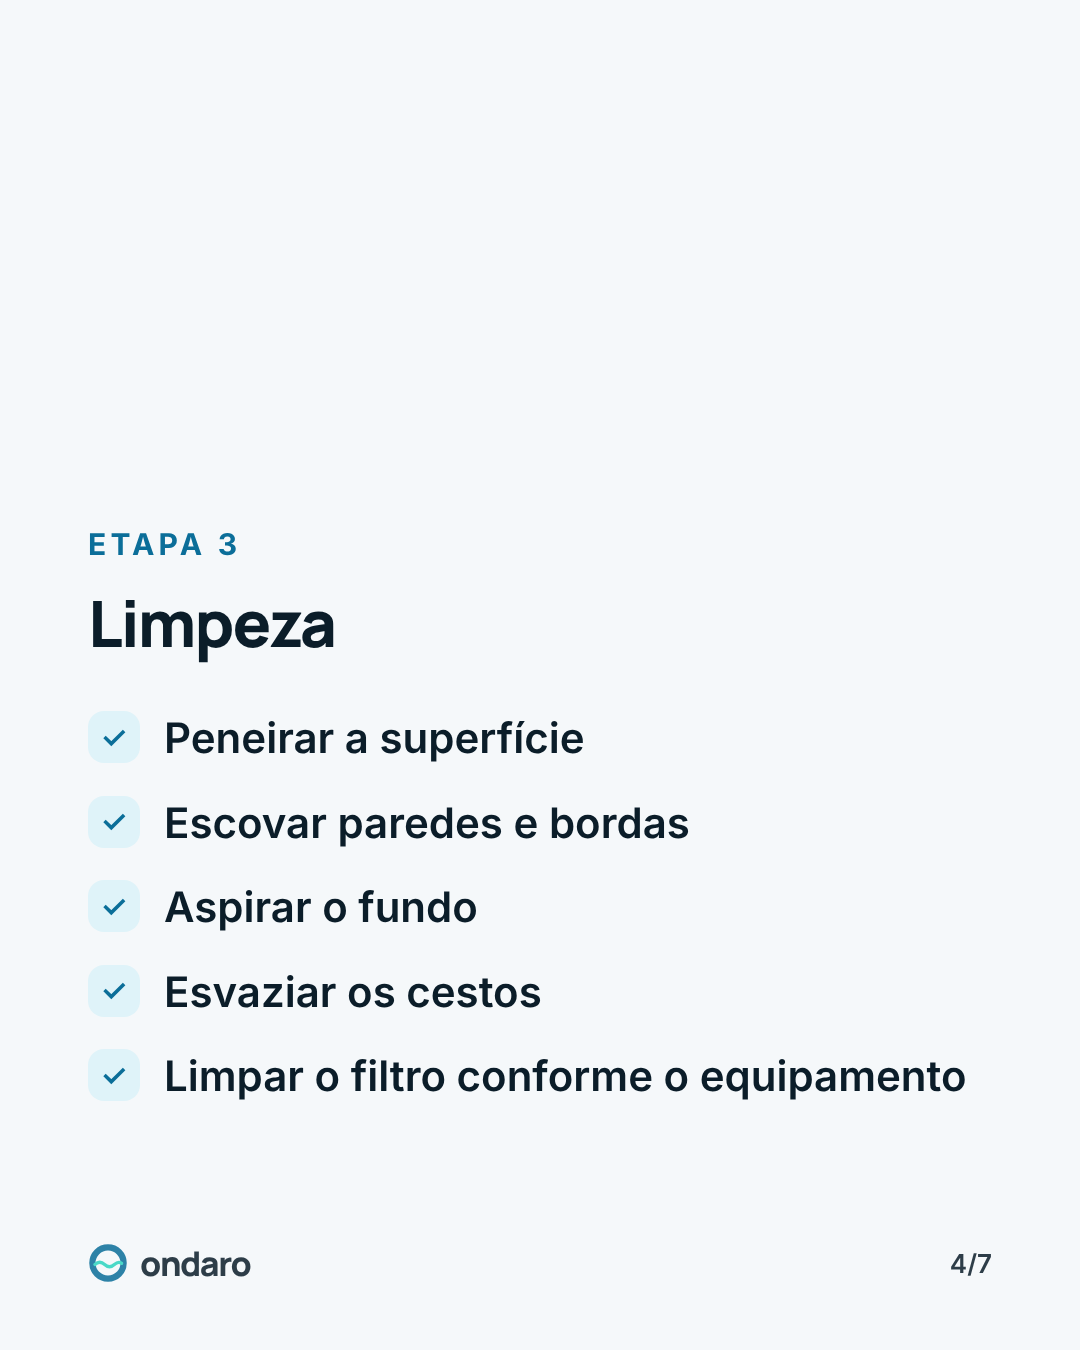 ETAPA 3
Limpeza
Peneirar a superfície
Escovar paredes e bordas
Aspirar o fundo
Esvaziar os cestos
Limpar o filtro conforme o equipamento
ondaro
4/7